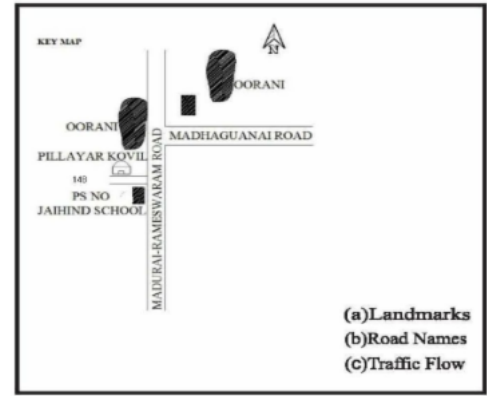 KEY MAP
N
OORANI
OORANI
MADHAGUANAI ROAD
PILLAYAR KOVIL
149
PS NO
JAIHIND SCHOOL
MADURAI-RAMESWARAM ROAD
(a)Landmarks
(b)Road Names
(c)Traffic Flow